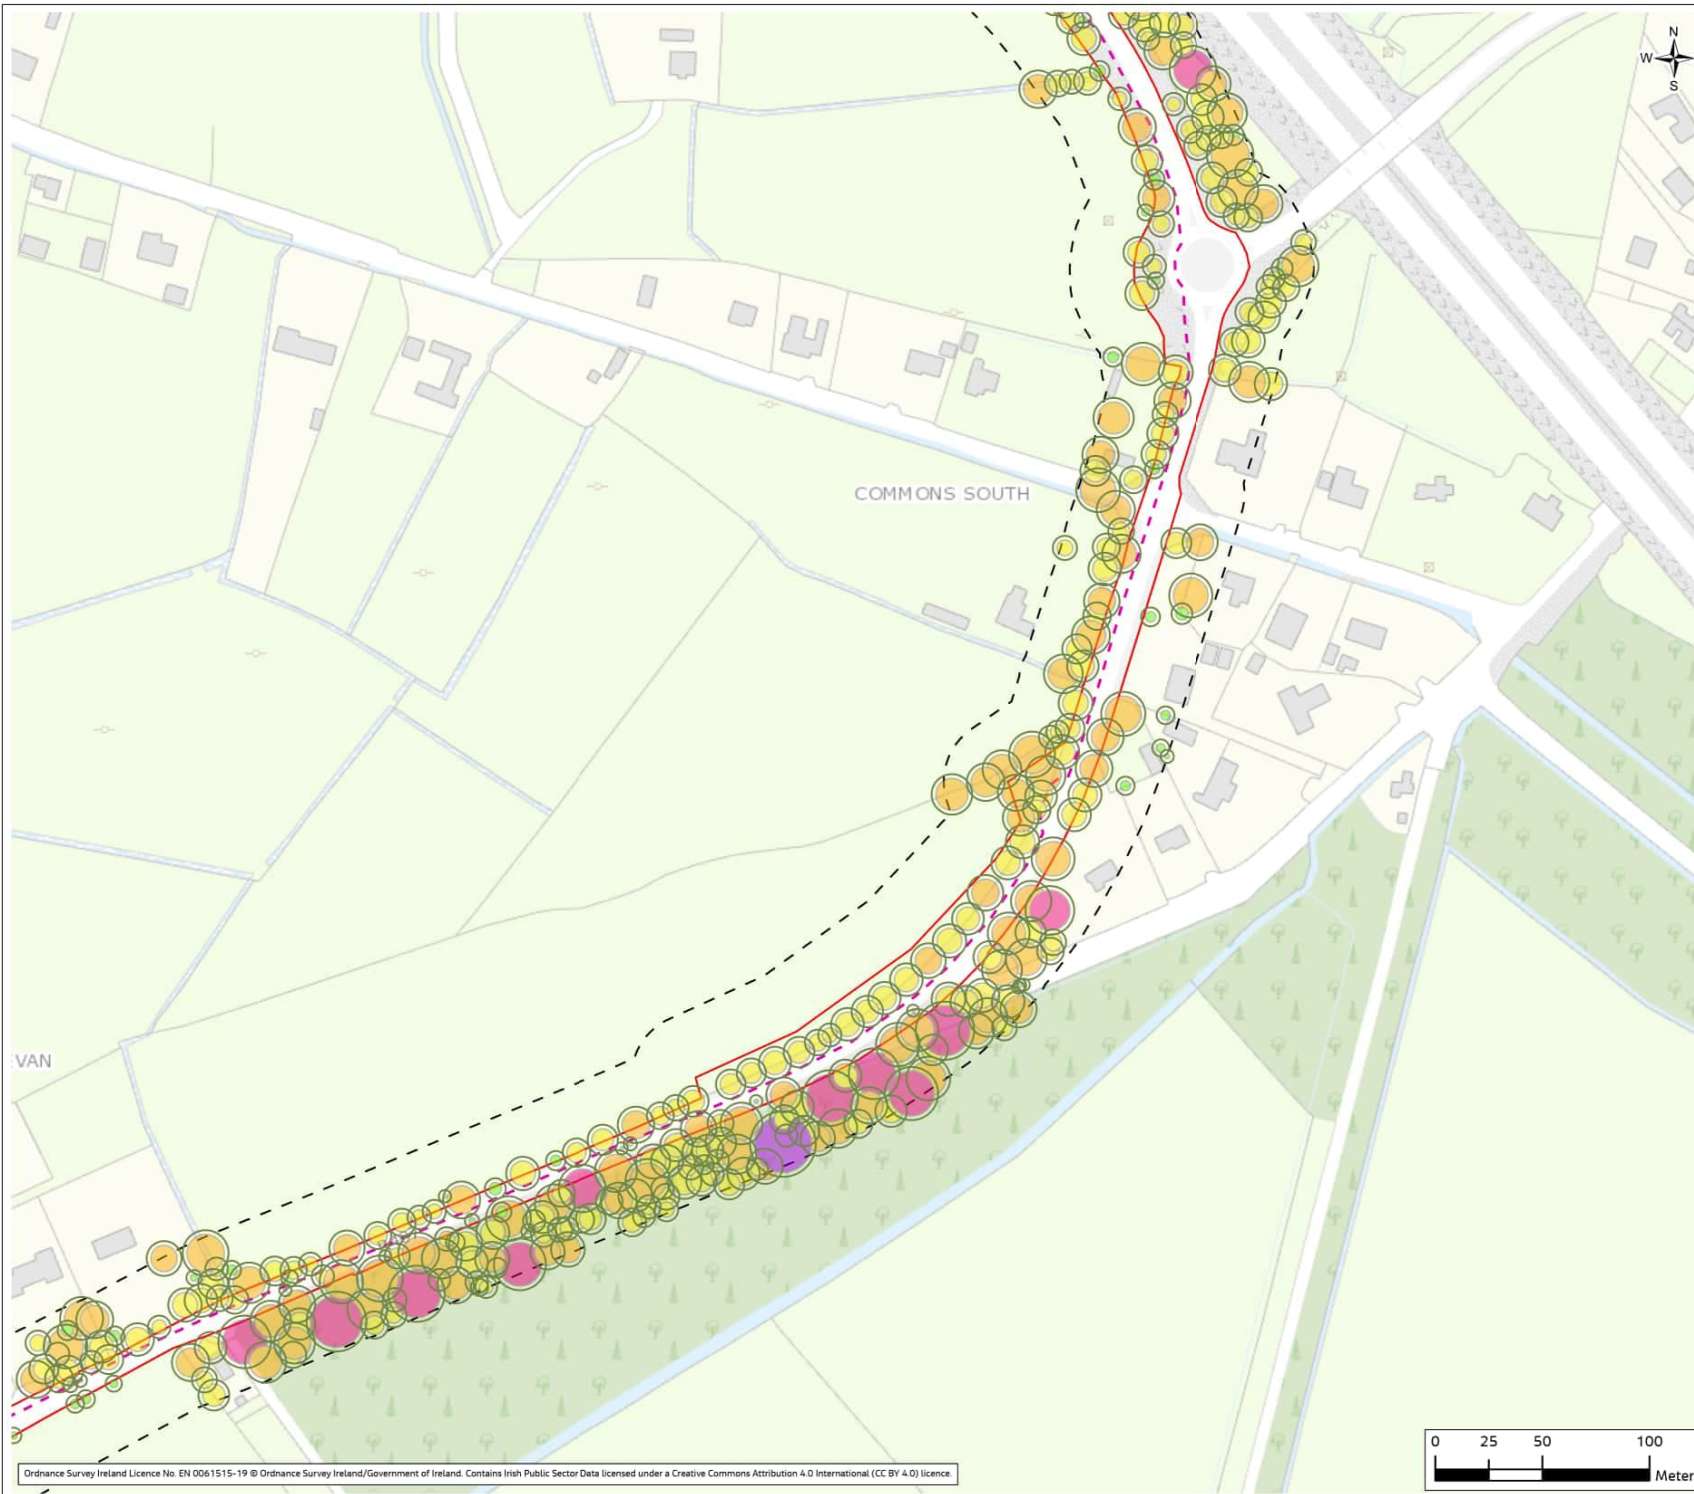 N
W
S
COMMONS SOUTH
VAN
0 25 50 100
Meter
Ordnance Survey Ireland Licence No. EN 0061515-19 © Ordnance Survey Ireland/Government of Ireland. Contains Irish Public Sector Data licensed under a Creative Commons Attribution 4.0 International (CC BY 4.0) licence.